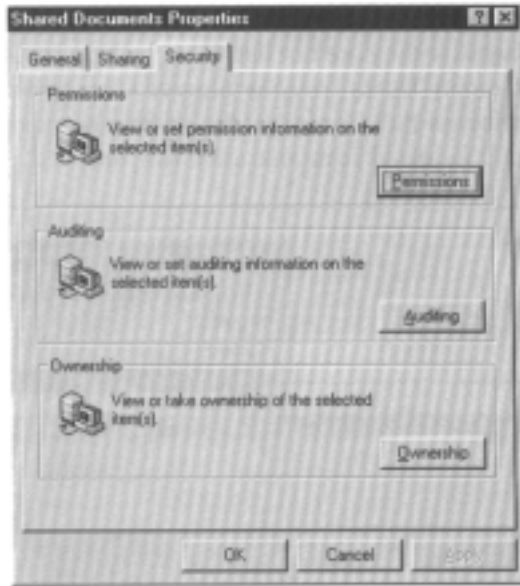 Shared Documents Properties
General
Sharing
Security
Permissions
View or set permission information on the
selected item(s).
Permissions
Auditing
View or set auditing information on the
selected item(s).
Auditing
Ownership
View or take ownership of the selected
item(s).
Ownership
OK
Cancel
Apply